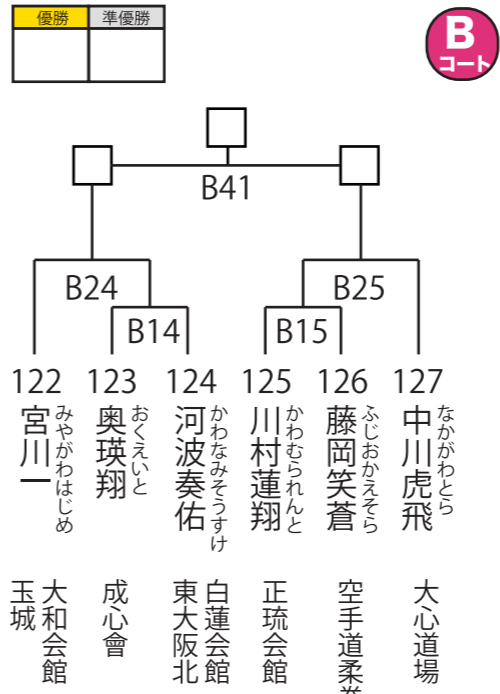 優勝 準優勝
B
コート
B41
B24 B25
B14 B15
122 123 124 125 126 127
宮川一
みやがわはじめ
奥瑛翔
おくえいと
河波奏佑
かわなみそうすけ
川村蓮翔
かわむられんと
藤岡笑蒼
ふじおかえそら
中川虎飛
なかがわとら
大和会館
玉城
成心會
白蓮会館
東大阪北
正琉会館
空手道柔
大心道場